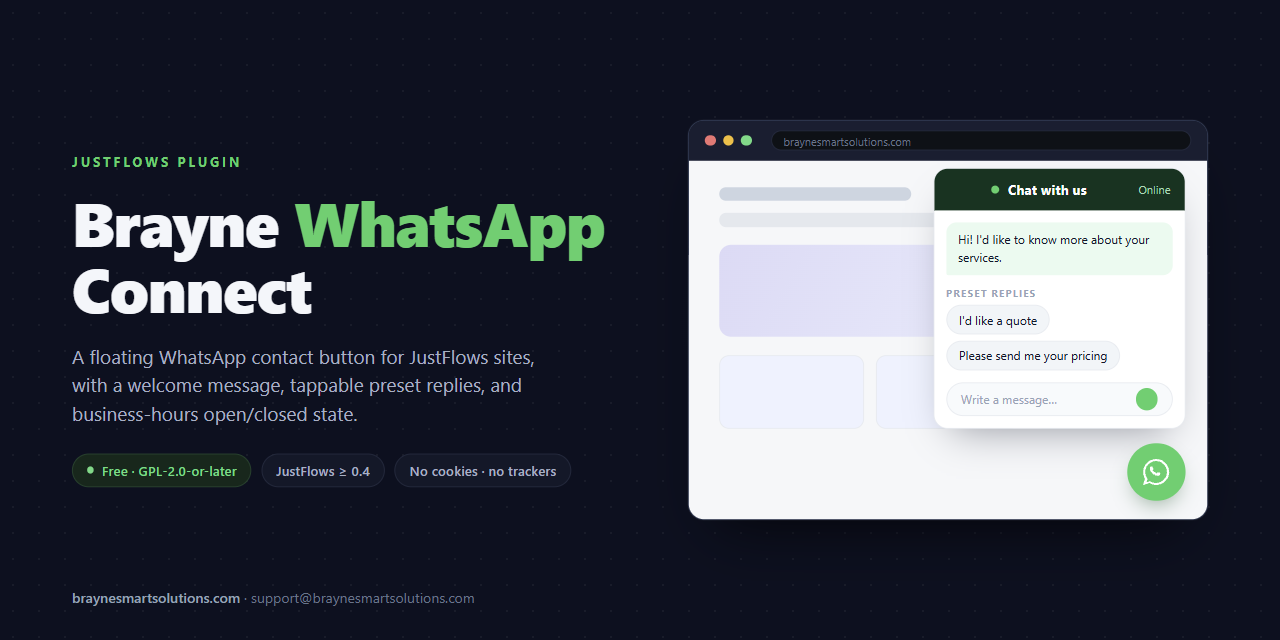 JUSTFLOWS PLUGIN
Brayne WhatsApp
Connect
A floating WhatsApp contact button for JustFlows sites,
with a welcome message, tappable preset replies, and
business-hours open/closed state.
Free · GPL-2.0-or-later
JustFlows ≥ 0.4
No cookies · no trackers
braynesmartsolutions.com · support@braynesmartsolutions.com
braynesmartsolutions.com
Chat with us
Online
Hi! I'd like to know more about your
services.
PRESET REPLIES
I'd like a quote
Please send me your pricing
Write a message...